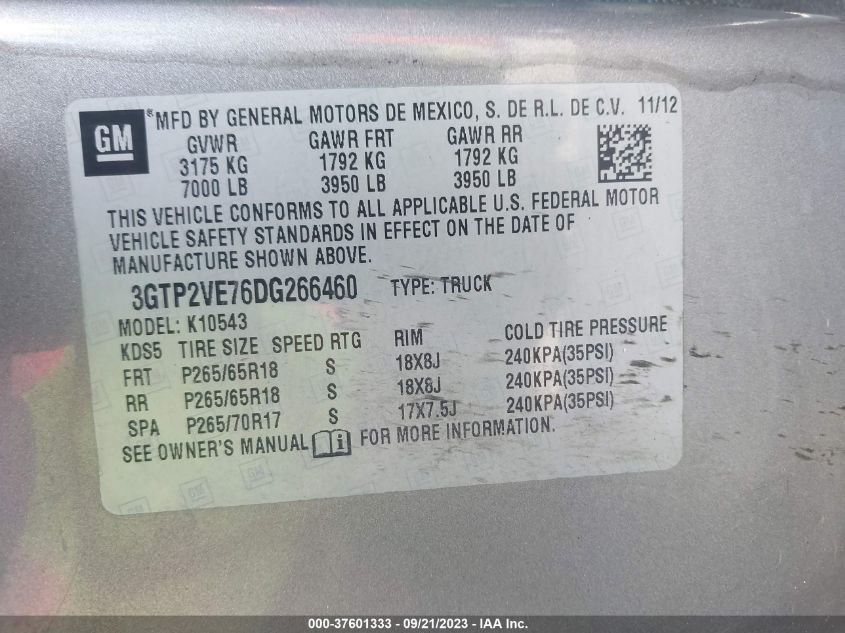 GM
®MFD BY GENERAL MOTORS DE MEXICO, S. DE R.L. DE C.V. 11/12
GVWR GAWR FRT GAWR RR
3175 KG 1792 KG 1792 KG
7000 LB 3950 LB 3950 LB
THIS VEHICLE CONFORMS TO ALL APPLICABLE U.S. FEDERAL MOTOR
VEHICLE SAFETY STANDARDS IN EFFECT ON THE DATE OF
MANUFACTURE SHOWN ABOVE.
3GTP2VE76DG266460 TYPE: TRUCK
MODEL: K10543
KDS5 TIRE SIZE SPEED RTG RIM COLD TIRE PRESSURE
FRT P265/65R18 S 18X8J 240KPA(35PSI)
RR P265/65R18 S 18X8J 240KPA(35PSI)
SPA P265/70R17 S 17X7.5J 240KPA(35PSI)
SEE OWNER'S MANUAL i FOR MORE INFORMATION.
000-37601333 - 09/21/2023 - IAA Inc.